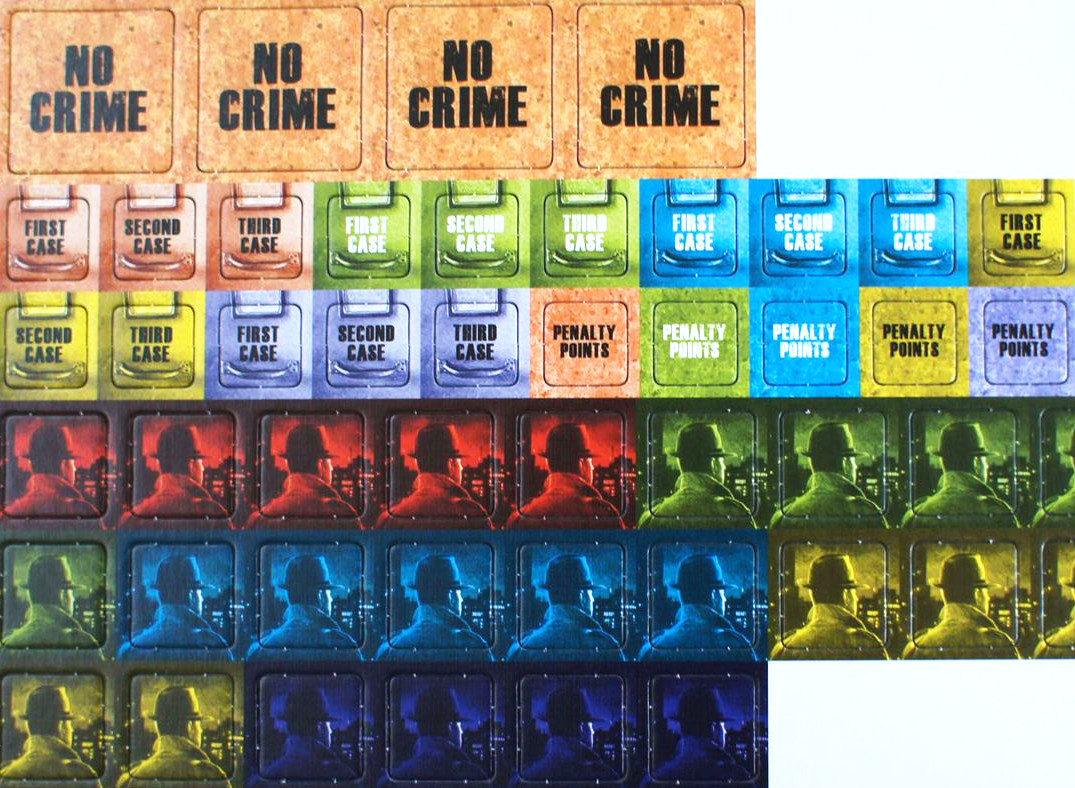 NO
CRIME
NO
CRIME
NO
CRIME
NO
CRIME
FIRST
CASE
SECOND
CASE
THIRD
CASE
FIRST
CASE
SECOND
CASE
THIRD
CASE
FIRST
CASE
SECOND
CASE
THIRD
CASE
FIRST
CASE
SECOND
CASE
THIRD
CASE
FIRST
CASE
SECOND
CASE
THIRD
CASE
PENALTY
POINTS
PENALTY
POINTS
PENALTY
POINTS
PENALTY
POINTS
PENALTY
POINTS